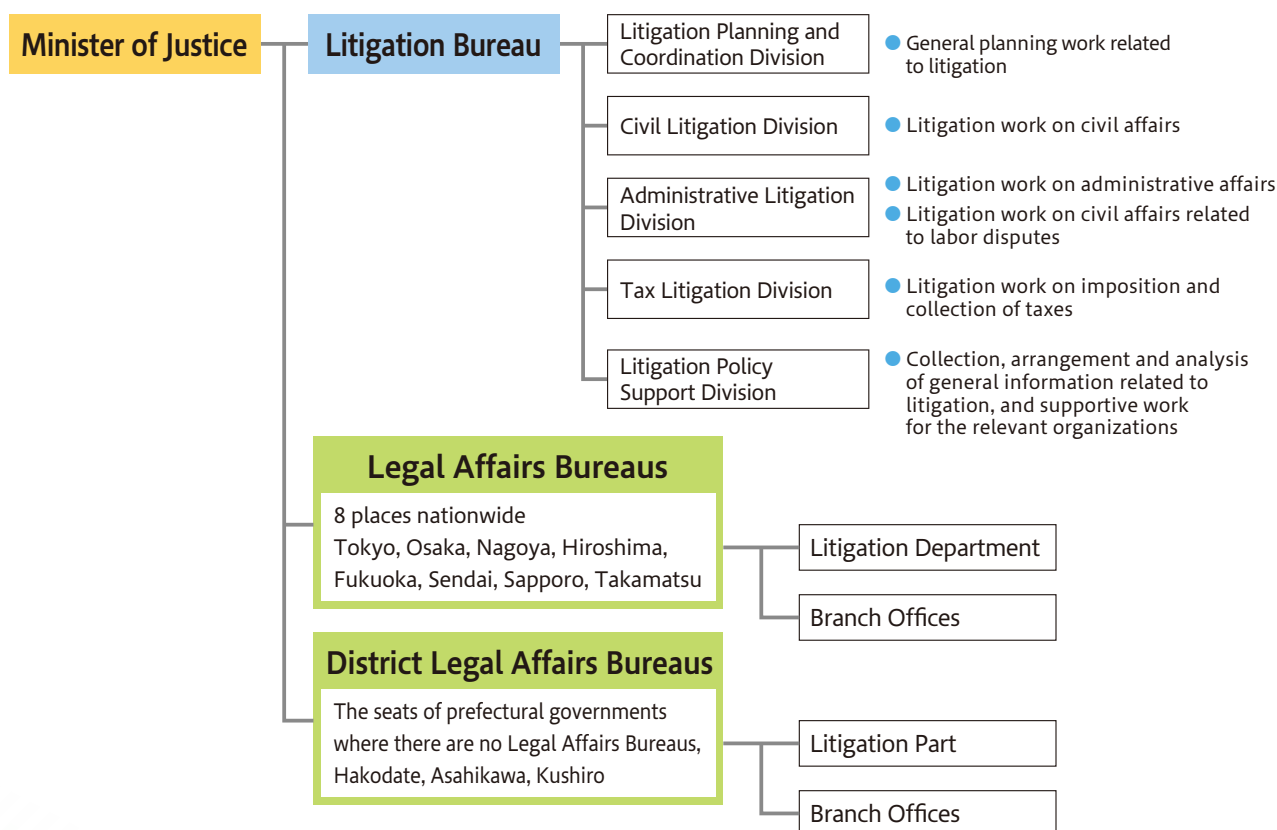 Minister of Justice
Litigation Bureau
Litigation Planning and
Coordination Division
● General planning work related
to litigation
Civil Litigation Division
● Litigation work on civil affairs
Administrative Litigation
Division
● Litigation work on administrative affairs
● Litigation work on civil affairs related
to labor disputes
Tax Litigation Division
● Litigation work on imposition and
collection of taxes
Litigation Policy
Support Division
● Collection, arrangement and analysis
of general information related to
litigation, and supportive work
for the relevant organizations
Legal Affairs Bureaus
8 places nationwide
Tokyo, Osaka, Nagoya, Hiroshima,
Fukuoka, Sendai, Sapporo, Takamatsu
Litigation Department
Branch Offices
District Legal Affairs Bureaus
The seats of prefectural governments
where there are no Legal Affairs Bureaus,
Hakodate, Asahikawa, Kushiro
Litigation Part
Branch Offices